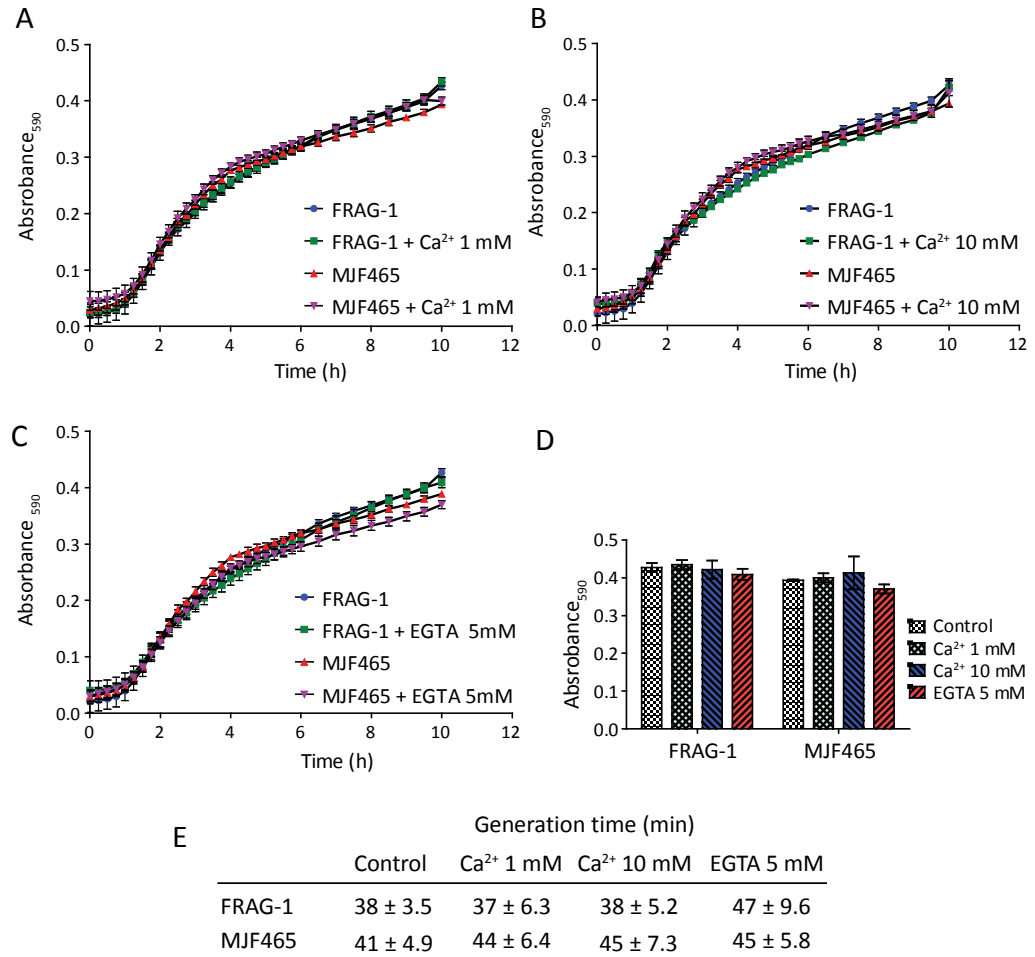 A
Absrobance590
0.5
0.4
0.3
0.2
0.1
0.0
0 2 4 6 8 10 12
Time (h)
FRAG-1
FRAG-1 + Ca²⁺ 1 mM
MJF465
MJF465 + Ca²⁺ 1 mM
B
Absrobance590
0.5
0.4
0.3
0.2
0.1
0.0
0 2 4 6 8 10 12
Time (h)
FRAG-1
FRAG-1 + Ca²⁺ 10 mM
MJF465
MJF465 + Ca²⁺ 10 mM
C
Absorbance 590
0.5
0.4
0.3
0.2
0.1
0.0
0 2 4 6 8 10 12
Time (h)
FRAG-1
FRAG-1 + EGTA 5mM
MJF465
MJF465 + EGTA 5mM
D
Absrobance590
0.5
0.4
0.3
0.2
0.1
0.0
FRAG-1 MJF465
Control
Ca²⁺ 1 mM
Ca²⁺ 10 mM
EGTA 5 mM
E
Generation time (min)
Control Ca²⁺ 1 mM Ca²⁺ 10 mM EGTA 5 mM
FRAG-1 38 ± 3.5 37 ± 6.3 38 ± 5.2 47 ± 9.6
MJF465 41 ± 4.9 44 ± 6.4 45 ± 7.3 45 ± 5.8